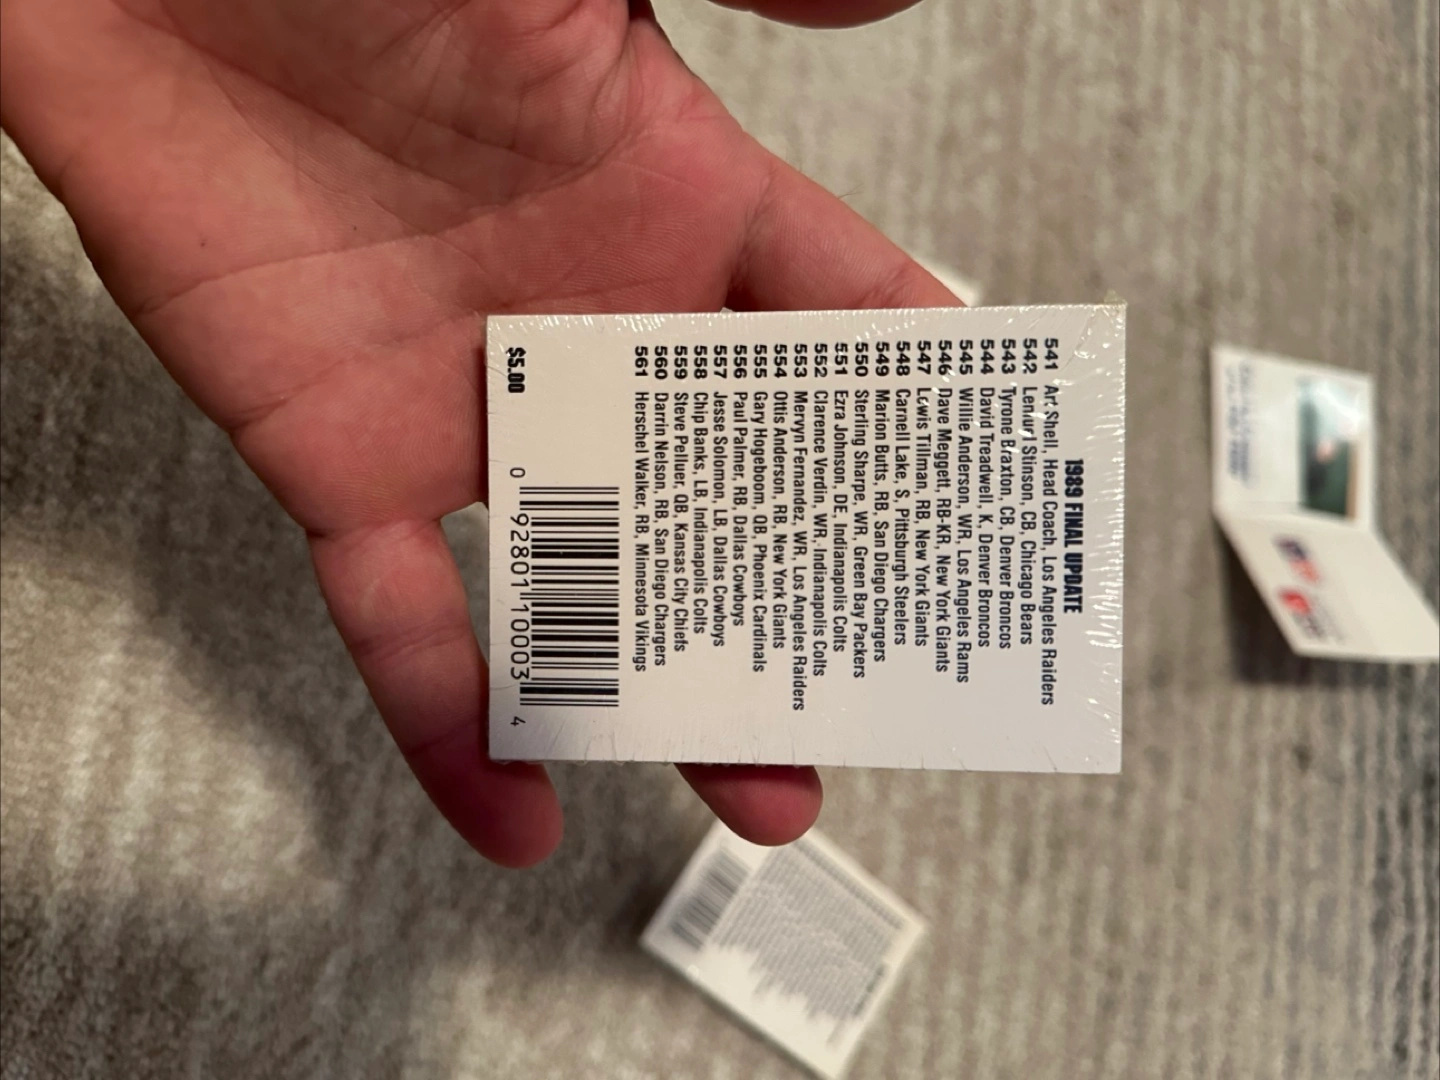 1989 FINAL UPDATE
541 Art Shell, Head Coach, Los Angeles Raiders
542 Lemuel Stinson, CB, Chicago Bears
543 Tyrone Braxton, CB, Denver Broncos
544 David Treadwell, K, Denver Broncos
545 Willie Anderson, WR, Los Angeles Rams
546 Dave Meggett, RB-KR, New York Giants
547 Lewis Tillman, RB, New York Giants
548 Carnell Lake, S, Pittsburgh Steelers
549 Marion Butts, RB, San Diego Chargers
550 Sterling Sharpe, WR, Green Bay Packers
551 Ezra Johnson, DE, Indianapolis Colts
552 Clarence Verdin, WR, Indianapolis Colts
553 Mervyn Fernandez, WR, Los Angeles Raiders
554 Ottis Anderson, RB, New York Giants
555 Gary Hogeboom, QB, Phoenix Cardinals
556 Paul Palmer, RB, Dallas Cowboys
557 Jesse Solomon, LB, Dallas Cowboys
558 Chip Banks, LB, Indianapolis Colts
559 Steve Pelluer, QB, Kansas City Chiefs
560 Darrin Nelson, RB, San Diego Chargers
561 Herschel Walker, RB, Minnesota Vikings
$5.00
0 92801 10003 4